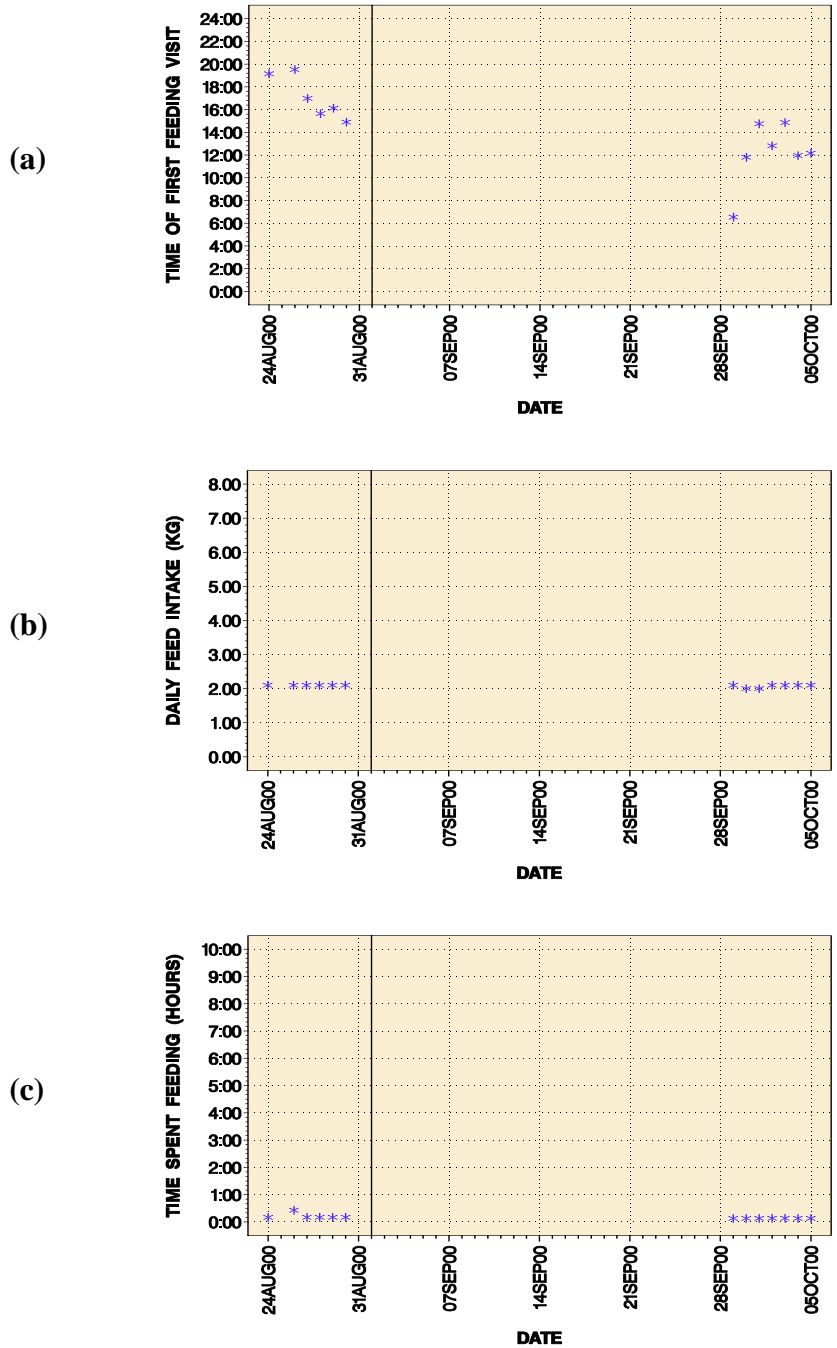 (a)
TIME OF FIRST FEEDING VISIT
24:00
22:00
20:00
18:00
16:00
14:00
12:00
10:00
8:00
6:00
4:00
2:00
0:00
24AUG00
31AUG00
07SEP00
14SEP00
21SEP00
28SEP00
05OCT00
DATE
(b)
DAILY FEED INTAKE (KG)
8.00
7.00
6.00
5.00
4.00
3.00
2.00
1.00
0.00
24AUG00
31AUG00
07SEP00
14SEP00
21SEP00
28SEP00
05OCT00
DATE
(c)
TIME SPENT FEEDING (HOURS)
10:00
9:00
8:00
7:00
6:00
5:00
4:00
3:00
2:00
1:00
0:00
24AUG00
31AUG00
07SEP00
14SEP00
21SEP00
28SEP00
05OCT00
DATE